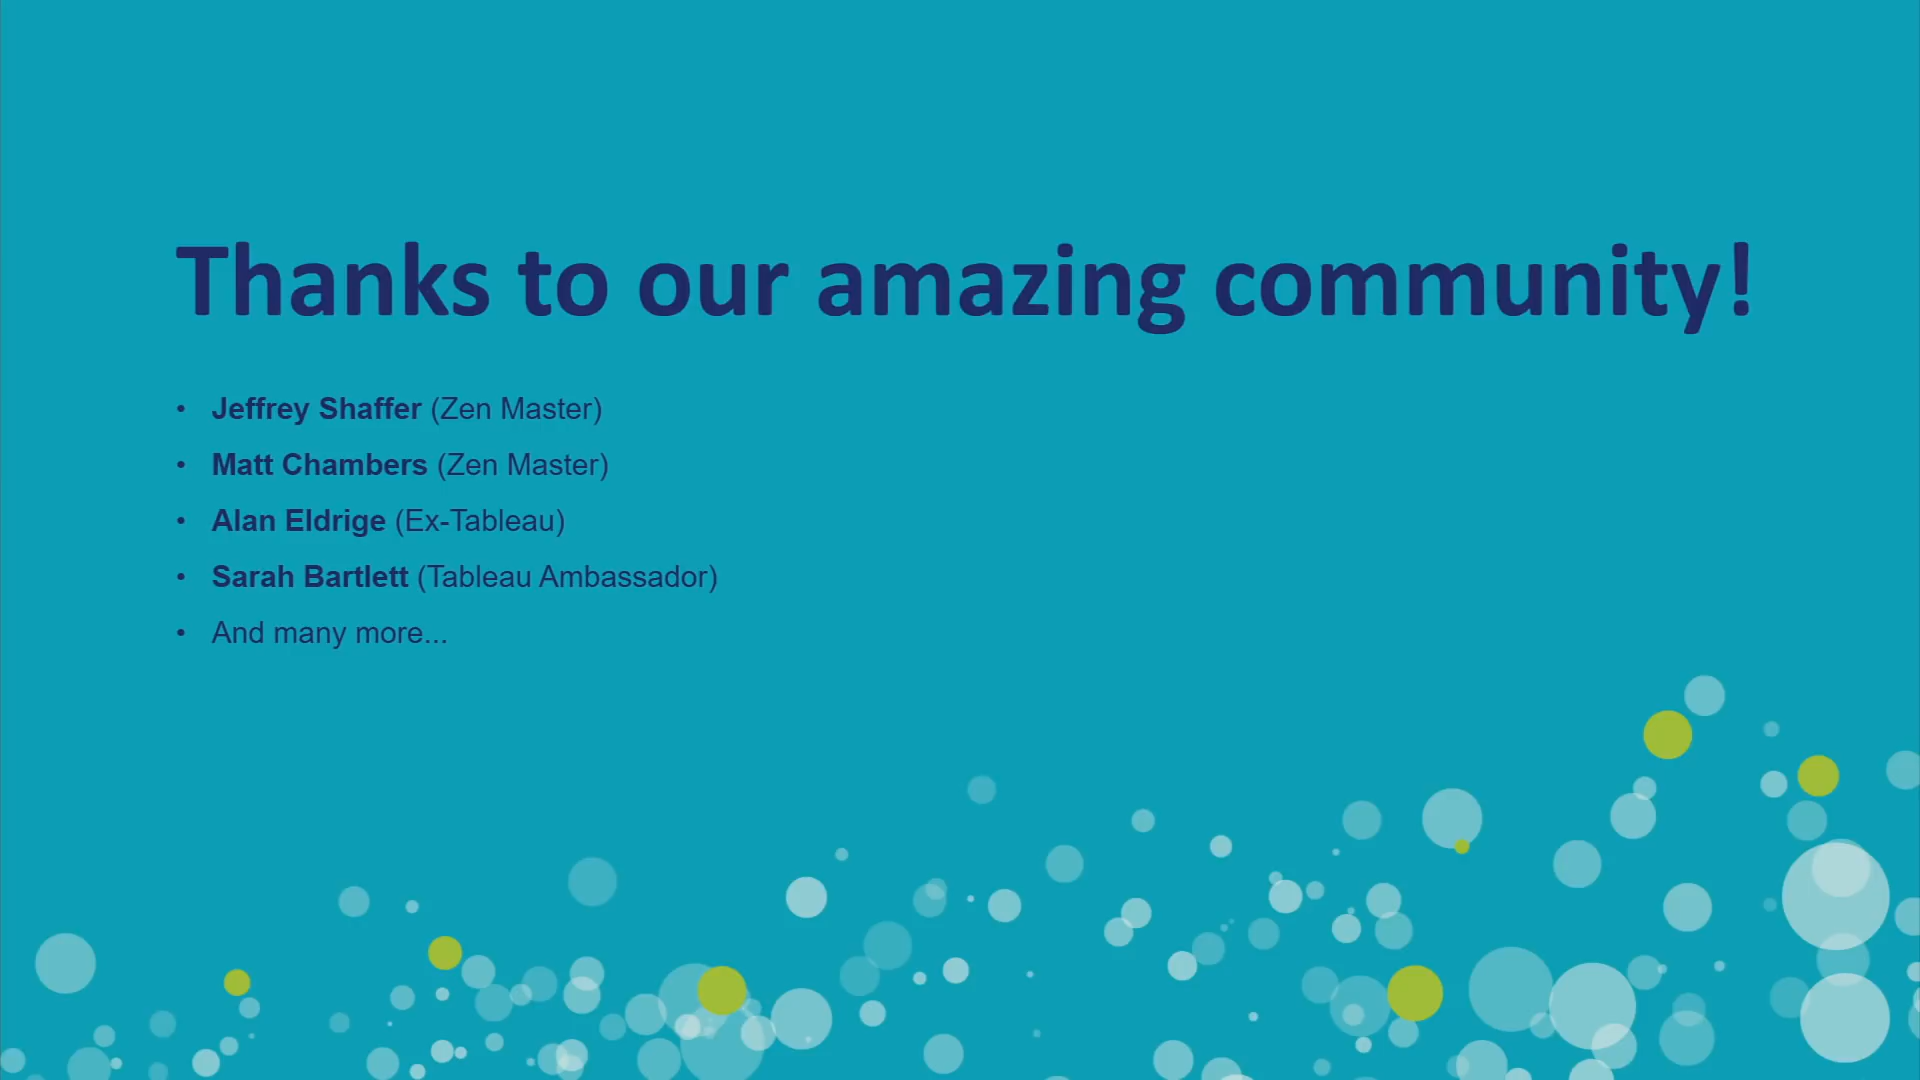 Thanks to our amazing community!
• Jeffrey Shaffer (Zen Master)
• Matt Chambers (Zen Master)
• Alan Eldrige (Ex-Tableau)
• Sarah Bartlett (Tableau Ambassador)
• And many more...